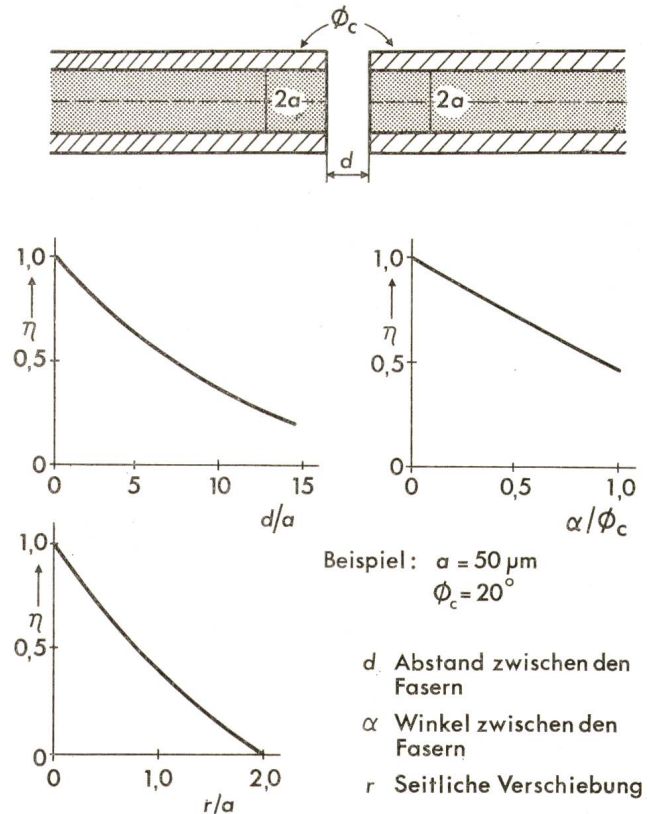 ϕc
2a
2a
d
1,0
η
0,5
0
0 5 10 15
d/a
1,0
η
0,5
0
0 0,5 1,0
α/ϕc
1,0
η
0,5
0
0 1,0 2,0
r/a
Beispiel: a = 50 µm
ϕc = 20°
d Abstand zwischen den
Fasern
α Winkel zwischen den
Fasern
r Seitliche Verschiebung